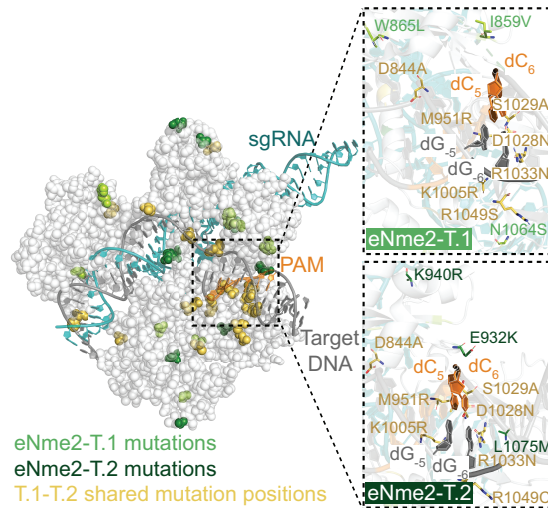 sgRNA
PAM
Target
DNA
eNme2-T.1 mutations
eNme2-T.2 mutations
T.1-T.2 shared mutation positions
W865L
I859V
D844A
dC5
dC6
M951R
S1029A
dG-5
D1028N
dG-6
R1033N
K1005R
R1049S
N1064S
eNme2-T.1
K940R
D844A
E932K
dC5
dC6
M951R
S1029A
D1028N
K1005R
L1075M
dG-5
R1033N
dG-6
eNme2-T.2